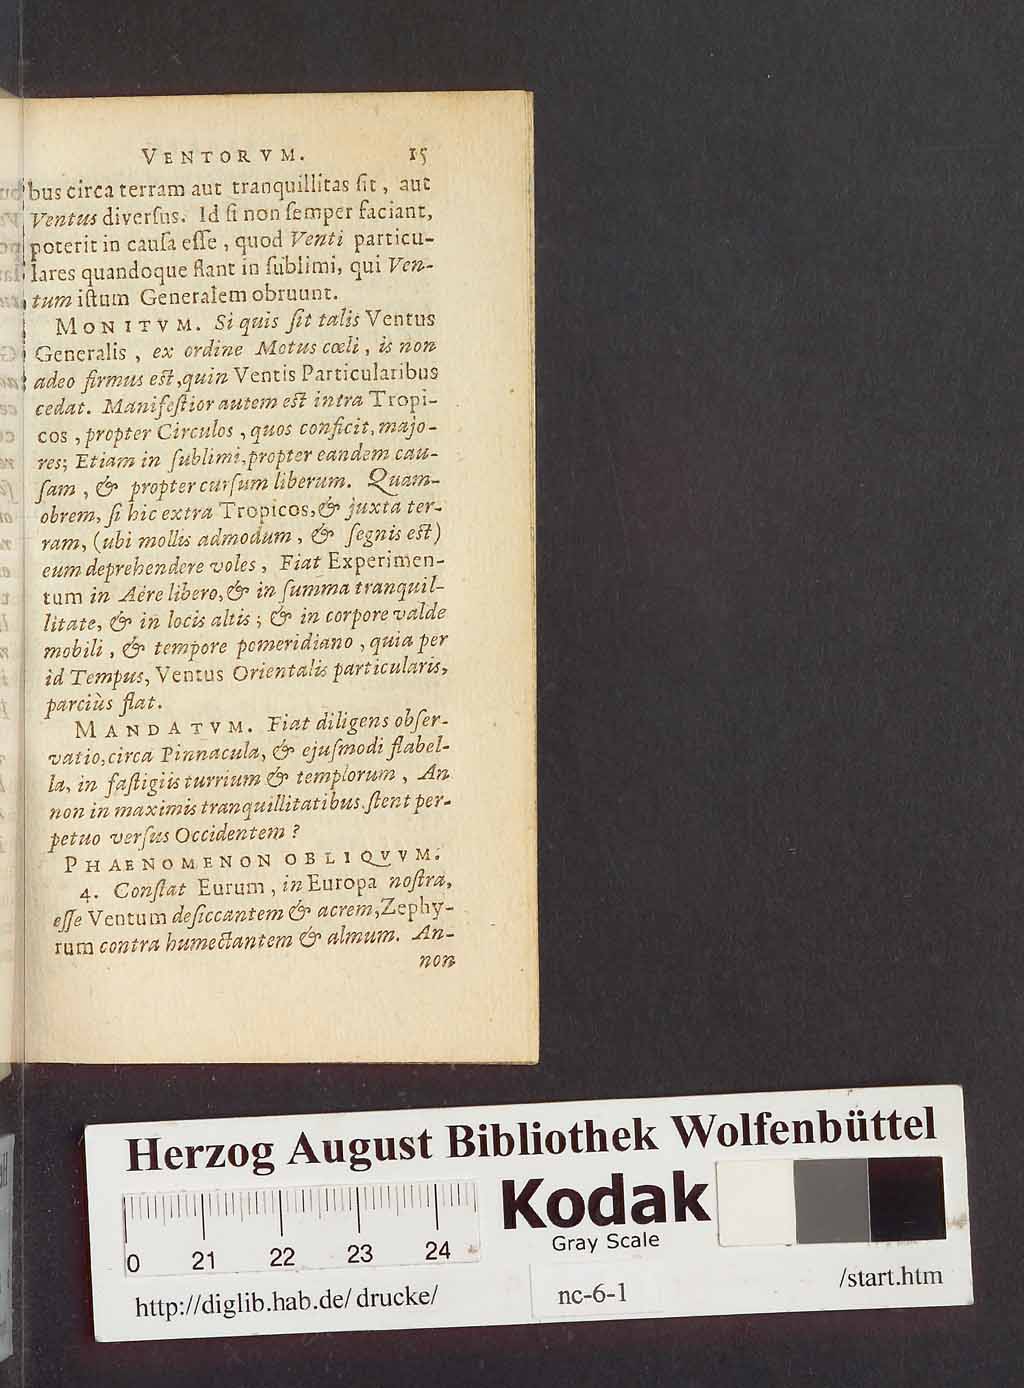 VENTORVM. 15
bus circa terram aut tranquillitas ſit, aut
Ventus diverſus. Id ſi non ſemper faciant,
poterit in cauſa eſſe, quod Venti particu-
lares quandoque flant in ſublimi, qui Ven-
tum iſtum Generalem obruunt.
MONITVM. Si quis ſit talis Ventus
Generalis, ex ordine Motus cœli, is non
adeo firmus eſt, quin Ventis Particularibus
cedat. Manifeſtior autem eſt intra Tropi-
cos, propter Circulos, quos conficit, majo-
res; Etiam in ſublimi, propter eandem cau-
ſam, & propter curſum liberum. Quam-
obrem, ſi hic extra Tropicos, & juxta ter-
ram, (ubi mollis admodum, & ſegnis eſt)
eum deprehendere voles, Fiat Experimen-
tum in Aëre libero, & in ſumma tranquil-
litate, & in locis altis; & in corpore valde
mobili, & tempore pomeridiano, quia per
id Tempus, Ventus Orientalis particularis,
parciùs flat.
MANDATVM. Fiat diligens obſer-
vatio, circa Pinnacula, & ejuſmodi flabel-
la, in faſtigiis turrium & templorum, An
non in maximis tranquillitatibus, ſtent per-
petuo verſus Occidentem?
PHAENOMENON OBLIQVVM.
4. Conſtat Eurum, in Europa noſtra,
eſſe Ventum deſiccantem & acrem, Zephy-
rum contra humectantem & almum. An-
non
Herzog August Bibliothek Wolfenbüttel
Kodak
Gray Scale
0 21 22 23 24
http://diglib.hab.de/drucke/ nc-6-1 /start.htm